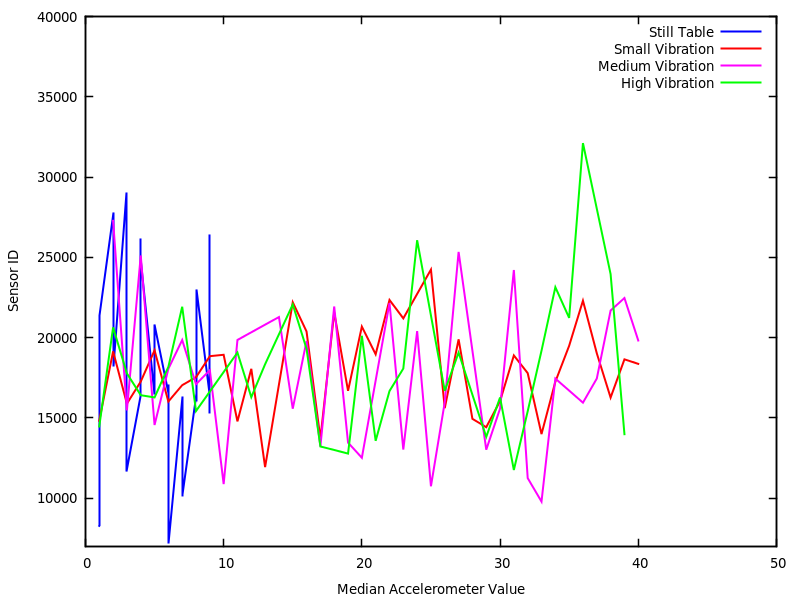 40000
35000
30000
25000
20000
15000
10000
Still Table
Small Vibration
Medium Vibration
High Vibration
Sensor ID
0 10 20 30 40 50
Median Accelerometer Value